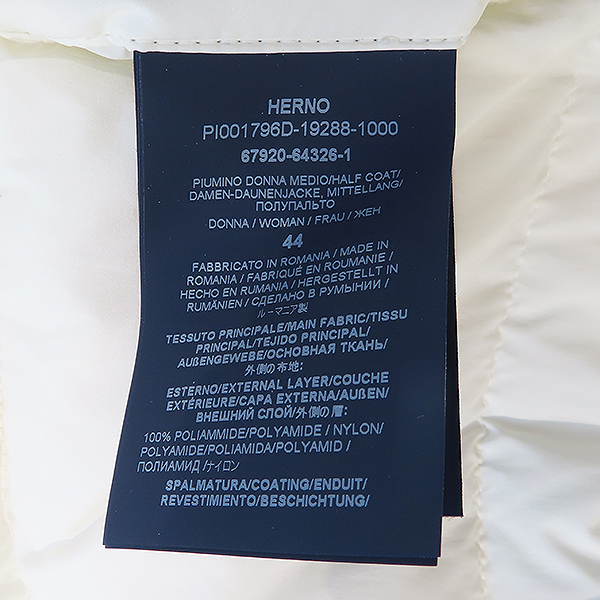 HERNO
PI001796D-19288-1000
67920-64326-1
PIUMINO DONNA MEDIO/HALF COAT/
DAMEN-DAUNENJACKE, MITTELLANG/
ПОЛУПАЛЬТО
DONNA / WOMAN / FRAU / ЖЕН
44
FABBRICATO IN ROMANIA / MADE IN
ROMANIA / FABRIQUÉ EN ROUMANIE /
HECHO EN RUMANIA / HERGESTELLT IN
RUMÄNIEN / СДЕЛАНО В РУМЫНИИ /
ルーマニア製
TESSUTO PRINCIPALE/MAIN FABRIC/TISSU
PRINCIPAL/TEJIDO PRINCIPAL/
AUßENGEWEBE/ОСНОВНАЯ ТКАНЬ/
外側の布地:
ESTERNO/EXTERNAL LAYER/COUCHE
EXTÉRIEURE/CAPA EXTERNA/AUßEN/
ВНЕШНИЙ СЛОЙ/外側の層:
100% POLIAMMIDE/POLYAMIDE / NYLON/
POLYAMIDE/POLIAMIDA/POLYAMID /
ПОЛИАМИД /ナイロン
SPALMATURA/COATING/ENDUIT/
REVESTIMIENTO/BESCHICHTUNG/